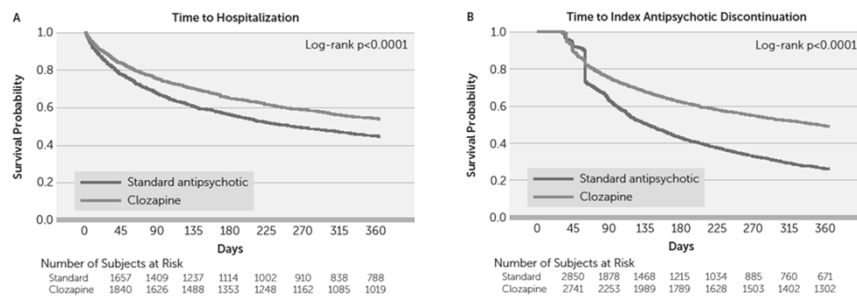 A
Time to Hospitalization
Log-rank p<0.0001
Survival Probability
1.0
0.8
0.6
0.4
0.2
0.0
Standard antipsychotic
Clozapine
0 45 90 135 180 225 270 315 360
Days
Number of Subjects at Risk
Standard 1657 1409 1237 1114 1002 910 838 788
Clozapine 1840 1626 1488 1353 1248 1162 1085 1019
B
Time to Index Antipsychotic Discontinuation
Log-rank p<0.0001
Survival Probability
1.0
0.8
0.6
0.4
0.2
0.0
Standard antipsychotic
Clozapine
0 45 90 135 180 225 270 315 360
Days
Number of Subjects at Risk
Standard 2850 1878 1468 1215 1034 885 760 671
Clozapine 2741 2253 1989 1789 1628 1503 1402 1302